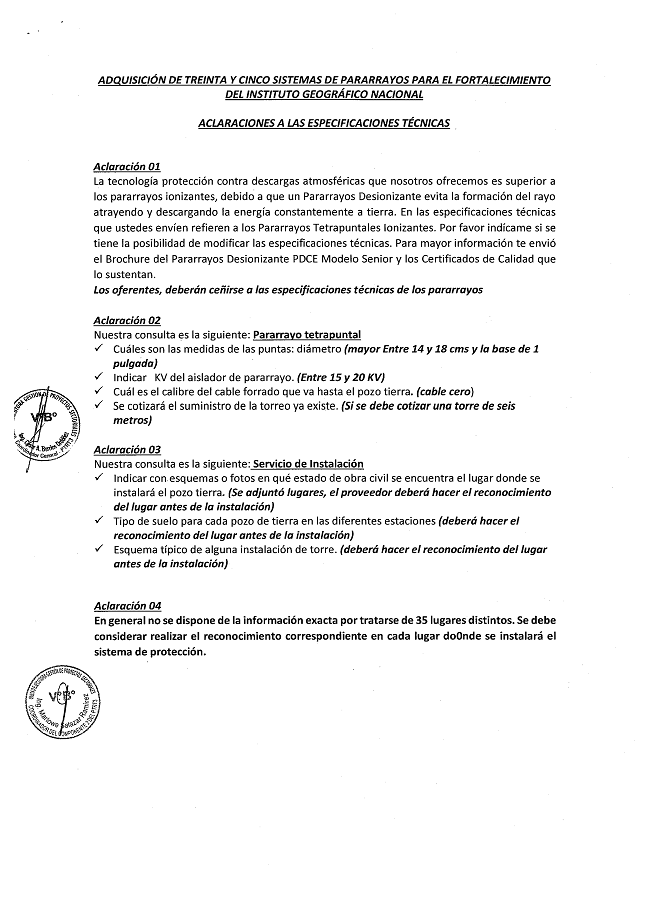 ADQUISICIÓN DE TREINTA Y CINCO SISTEMAS DE PARARRAYOS PARA EL FORTALECIMIENTO
DEL INSTITUTO GEOGRÁFICO NACIONAL
ACLARACIONES A LAS ESPECIFICACIONES TÉCNICAS
Aclaración 01
La tecnología protección contra descargas atmosféricas que nosotros ofrecemos es superior a
los pararrayos ionizantes, debido a que un Pararrayos Desionizante evita la formación del rayo
atrayendo y descargando la energía constantemente a tierra. En las especificaciones técnicas
que ustedes envíen refieren a los Pararrayos Tetrapuntales Ionizantes. Por favor indícame si se
tiene la posibilidad de modificar las especificaciones técnicas. Para mayor información te envió
el Brochure del Pararrayos Desionizante PDCE Modelo Senior y los Certificados de Calidad que
lo sustentan.
Los oferentes, deberán ceñirse a las especificaciones técnicas de los pararrayos
Aclaración 02
Nuestra consulta es la siguiente: Pararrayo tetrapuntal
✓ Cuáles son las medidas de las puntas: diámetro (mayor Entre 14 y 18 cms y la base de 1
pulgada)
✓ Indicar KV del aislador de pararrayo. (Entre 15 y 20 KV)
✓ Cuál es el calibre del cable forrado que va hasta el pozo tierra. (cable cero)
✓ Se cotizará el suministro de la torreo ya existe. (Si se debe cotizar una torre de seis
metros)
Aclaración 03
Nuestra consulta es la siguiente: Servicio de Instalación
✓ Indicar con esquemas o fotos en qué estado de obra civil se encuentra el lugar donde se
instalará el pozo tierra. (Se adjuntó lugares, el proveedor deberá hacer el reconocimiento
del lugar antes de la instalación)
✓ Tipo de suelo para cada pozo de tierra en las diferentes estaciones (deberá hacer el
reconocimiento del lugar antes de la instalación)
✓ Esquema típico de alguna instalación de torre. (deberá hacer el reconocimiento del lugar
antes de la instalación)
Aclaración 04
En general no se dispone de la información exacta por tratarse de 35 lugares distintos. Se debe
considerar realizar el reconocimiento correspondiente en cada lugar do0nde se instalará el
sistema de protección.
V°B°
V°B°
Ing. Marlowe Salazar Ramírez